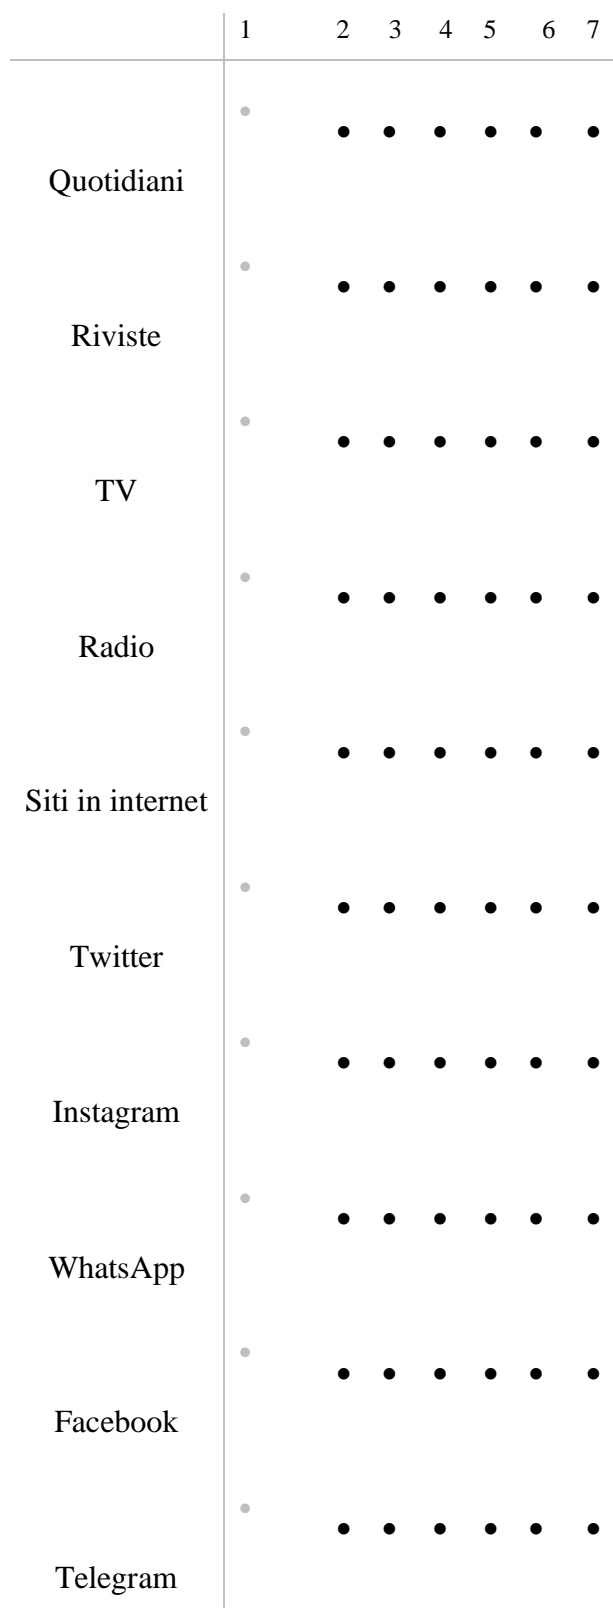 1 2 3 4 5 6 7
Quotidiani
Riviste
TV
Radio
Siti in internet
Twitter
Instagram
WhatsApp
Facebook
Telegram